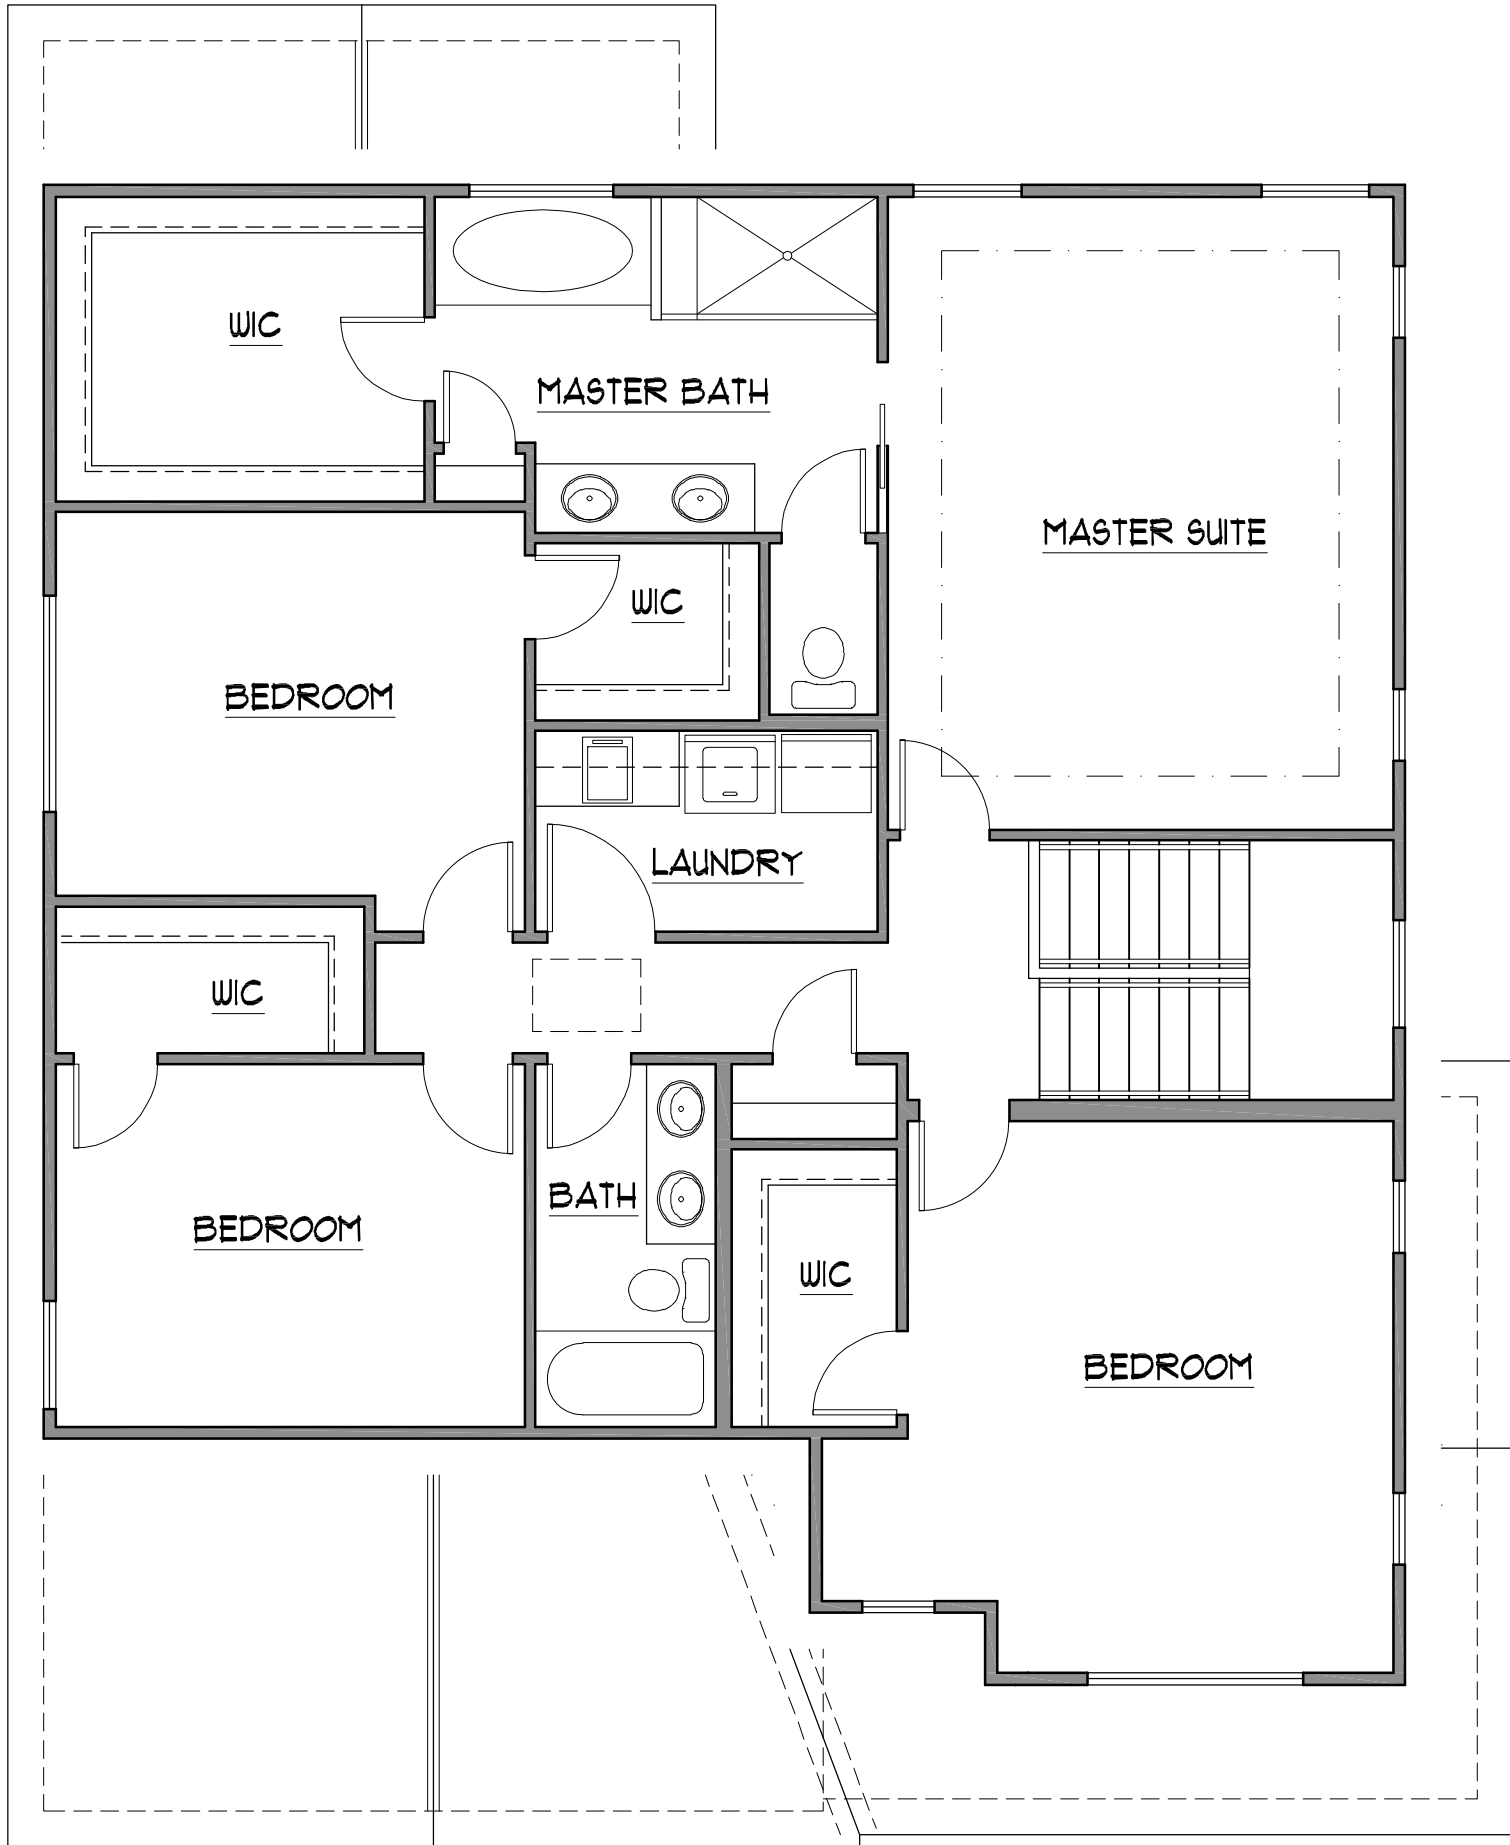 WIC
MASTER BATH
MASTER SUITE
WIC
BEDROOM
LAUNDRY
WIC
BATH
BEDROOM
WIC
BEDROOM